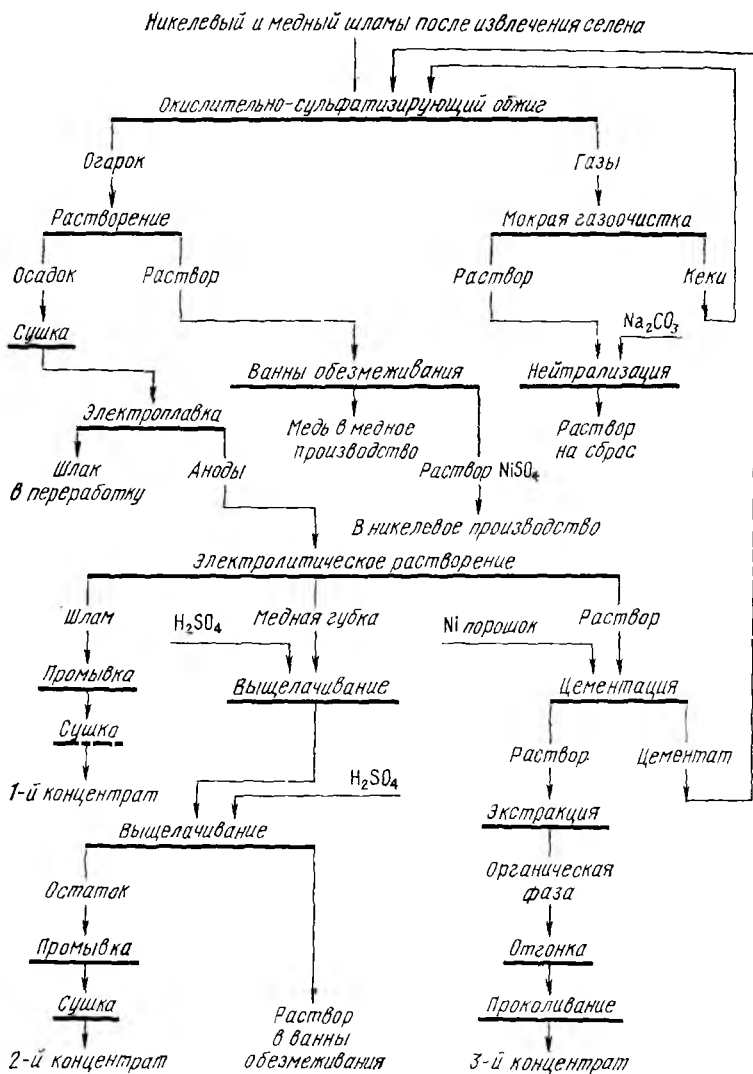 Никелевый и медный шламы после извлечения селена
Окислительно-сульфатизирующий обжиг
Огарок
Газы
Растворение
Мокрая газоочистка
Осадок
Раствор
Раствор
Кеки
Сушка
Na₂CO₃
Ванны обезмеживания
Нейтрализация
Электроплавка
Медь в медное
производство
Раствор
на сброс
Шлак
в переработку
Аноды
Раствор NiSO₄
В никелевое производство
Электролитическое растворение
Шлам
H₂SO₄
Медная губка
Ni порошок
Раствор
Промывка
Выщелачивание
Цементация
Сушка
Раствор
Цементат
1-й концентрат
H₂SO₄
Выщелачивание
Экстракция
Остаток
Органическая
фаза
Промывка
Отгонка
Сушка
Раствор
в ванны
обезмеживания
Прокаливание
2-й концентрат
3-й концентрат